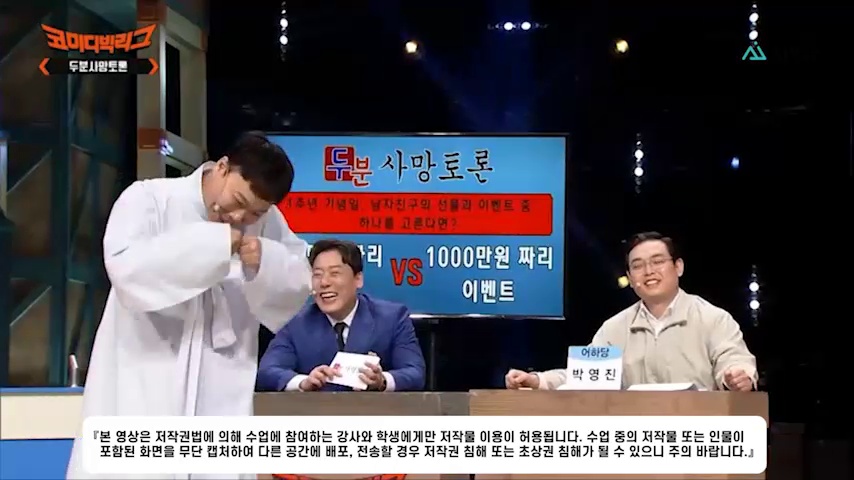 코미디빅리그
두분사망토론
두분 사망토론
1주년 기념일 남자친구의 선물과 이벤트 중
하나를 고른다면?
짜리
VS
1000만원 짜리
이벤트
어하당
박영진
『본 영상은 저작권법에 의해 수업에 참여하는 강사와 학생에게만 저작물 이용이 허용됩니다. 수업 중의 저작물 또는 인물이
포함된 화면을 무단 캡처하여 다른 공간에 배포, 전송할 경우 저작권 침해 또는 초상권 침해가 될 수 있으니 주의 바랍니다.』